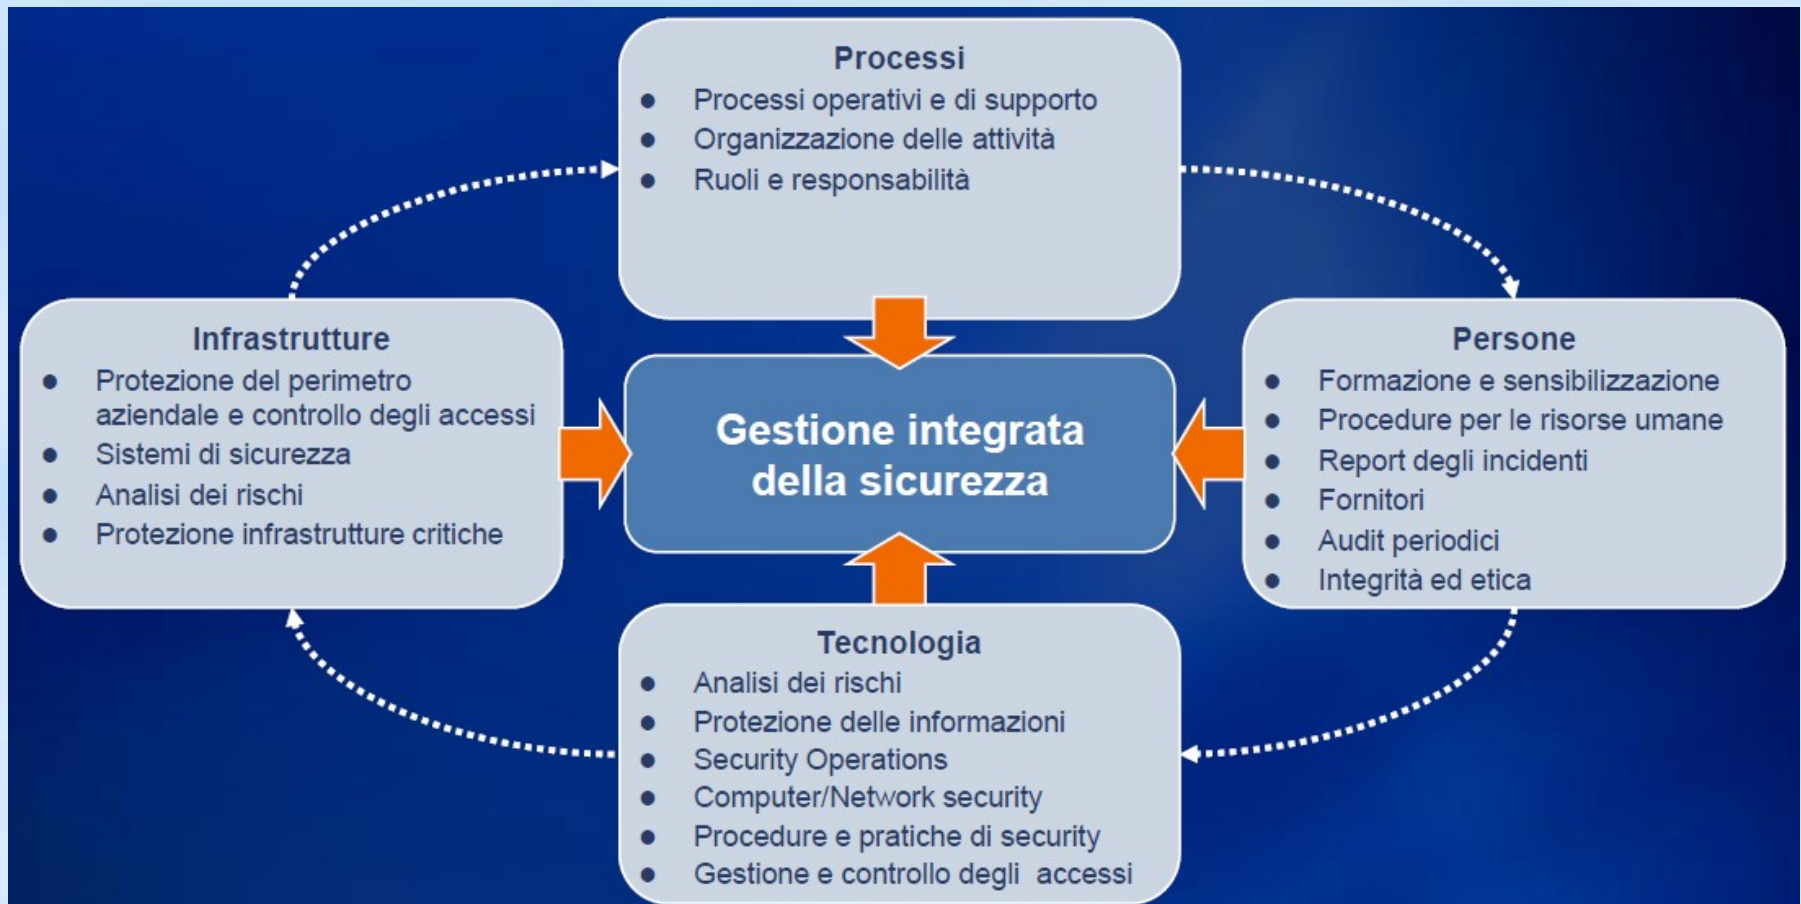 Processi
Processi operativi e di supporto
Organizzazione delle attività
Ruoli e responsabilità
Infrastrutture
Protezione del perimetro
aziendale e controllo degli accessi
Sistemi di sicurezza
Analisi dei rischi
Protezione infrastrutture critiche
Gestione integrata
della sicurezza
Persone
Formazione e sensibilizzazione
Procedure per le risorse umane
Report degli incidenti
Fornitori
Audit periodici
Integrità ed etica
Tecnologia
Analisi dei rischi
Protezione delle informazioni
Security Operations
Computer/Network security
Procedure e pratiche di security
Gestione e controllo degli accessi